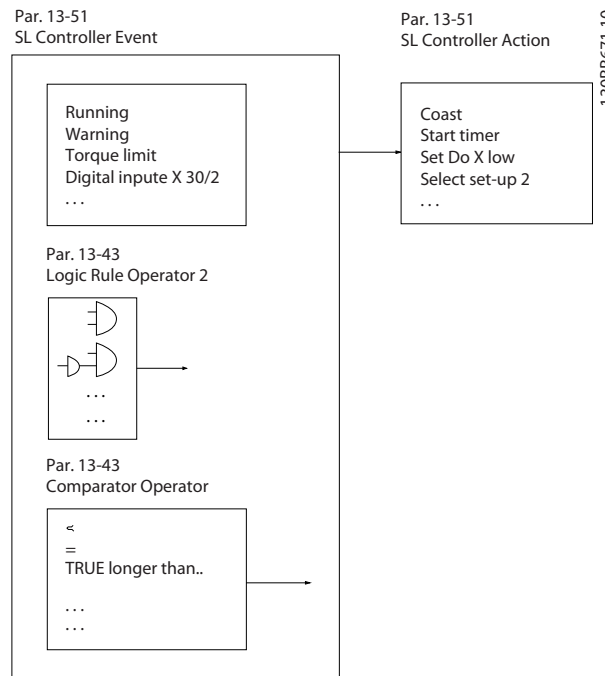 Par. 13-51
SL Controller Event
Par. 13-51
SL Controller Action
Running
Warning
Torque limit
Digital inpute X 30/2
. . .
Coast
Start timer
Set Do X low
Select set-up 2
. . .
Par. 13-43
Logic Rule Operator 2
. . .
. . .
Par. 13-43
Comparator Operator
=
TRUE longer than..
. . .
. . .